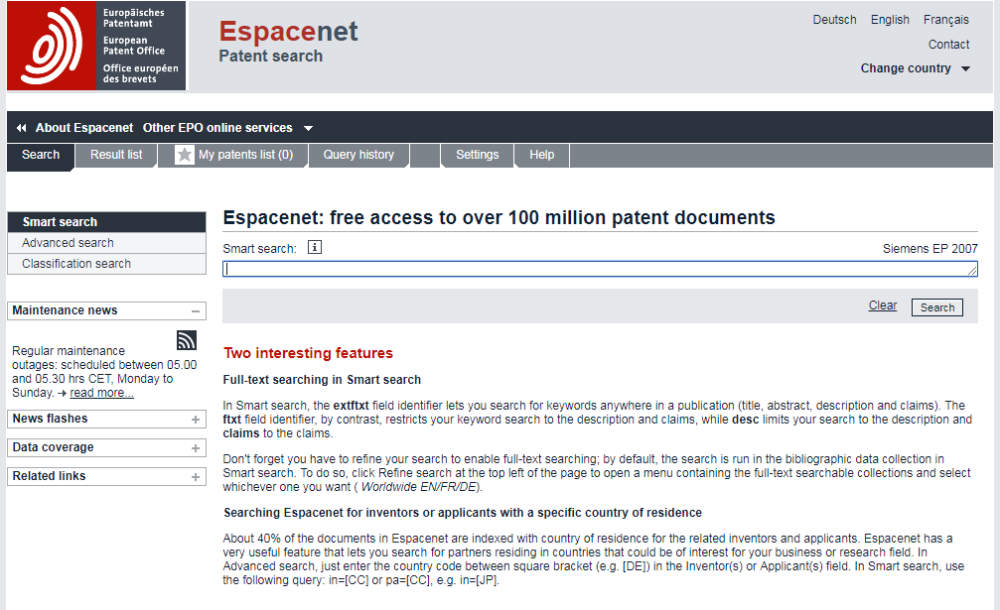 Europäisches
Patentamt
European
Patent Office
Office européen
des brevets
Espacenet
Patent search
Deutsch English Français
Contact
Change country
About Espacenet Other EPO online services
Search Result list My patents list (0) Query history Settings Help
Smart search
Advanced search
Classification search
Maintenance news
Regular maintenance
outages: scheduled between 05.00
and 05.30 hrs CET, Monday to
Sunday. → read more...
News flashes
Data coverage
Related links
Espacenet: free access to over 100 million patent documents
Smart search: i Siemens EP 2007
Clear Search
Two interesting features
Full-text searching in Smart search
In Smart search, the extftxt field identifier lets you search for keywords anywhere in a publication (title, abstract, description and claims). The
ftxt field identifier, by contrast, restricts your keyword search to the description and claims, while desc limits your search to the description and
claims to the claims.
Don't forget you have to refine your search to enable full-text searching; by default, the search is run in the bibliographic data collection in
Smart search. To do so, click Refine search at the top left of the page to open a menu containing the full-text searchable collections and select
whichever one you want ( Worldwide EN/FR/DE).
Searching Espacenet for inventors or applicants with a specific country of residence
About 40% of the documents in Espacenet are indexed with country of residence for the related inventors and applicants. Espacenet has a
very useful feature that lets you search for partners residing in countries that could be of interest for your business or research field. In
Advanced search, just enter the country code between square bracket (e.g. [DE]) in the Inventor(s) or Applicant(s) field. In Smart search, use
the following query: in=[CC] or pa=[CC], e.g. in=[JP].